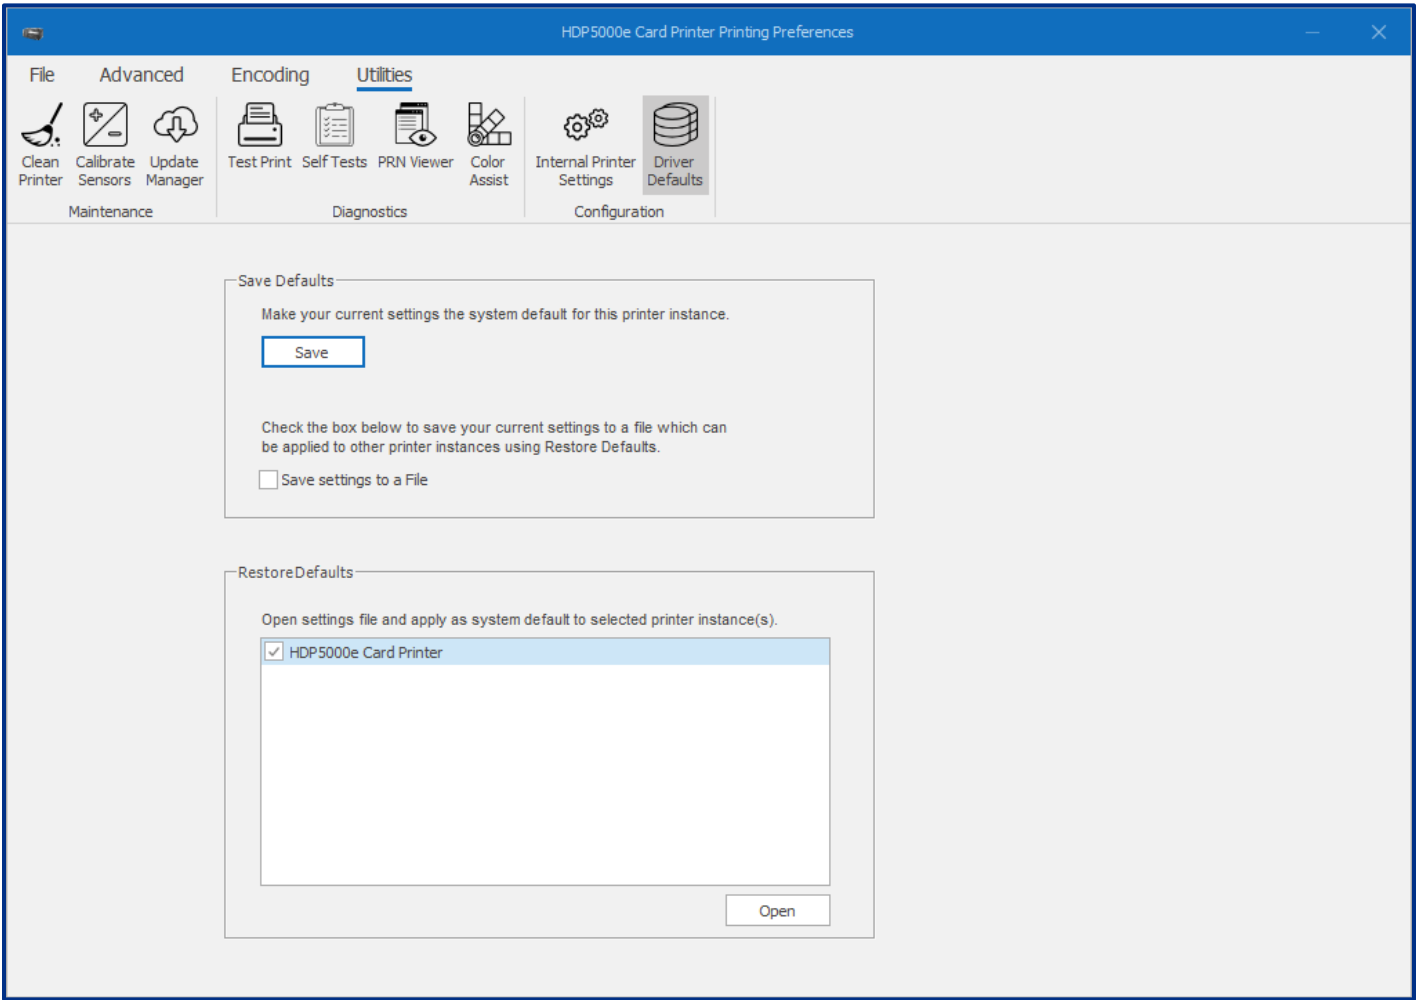 HDP5000e Card Printer Printing Preferences
File Advanced Encoding Utilities
Clean Printer
Calibrate Sensors
Update Manager
Test Print
Self Tests
PRN Viewer
Color Assist
Internal Printer Settings
Driver Defaults
Maintenance Diagnostics Configuration
Save Defaults
Make your current settings the system default for this printer instance.
Save
Check the box below to save your current settings to a file which can
be applied to other printer instances using Restore Defaults.
Save settings to a File
RestoreDefaults
Open settings file and apply as system default to selected printer instance(s).
HDP5000e Card Printer
Open